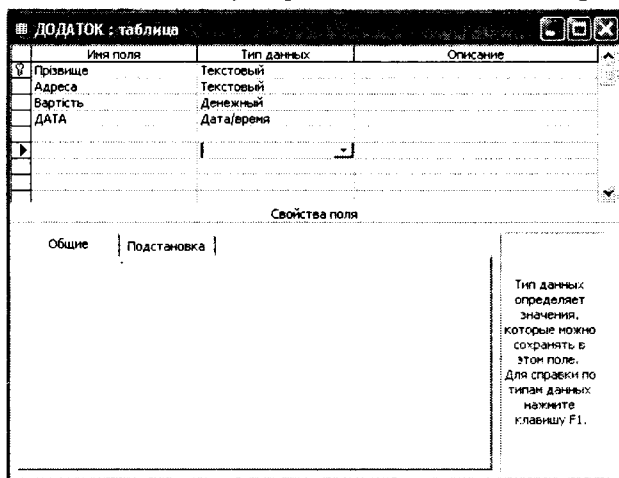 ДОДАТОК : таблица
Имя поля Тип данных Описание
Прізвище Текстовый
Адреса Текстовый
Вартість Денежный
ДАТА Дата/время
Свойства поля
Общие Подстановка
Тип данных
определяет
значения,
которые можно
сохранять в
этом поле.
Для справки по
типам данных
нажмите
клавишу F1.